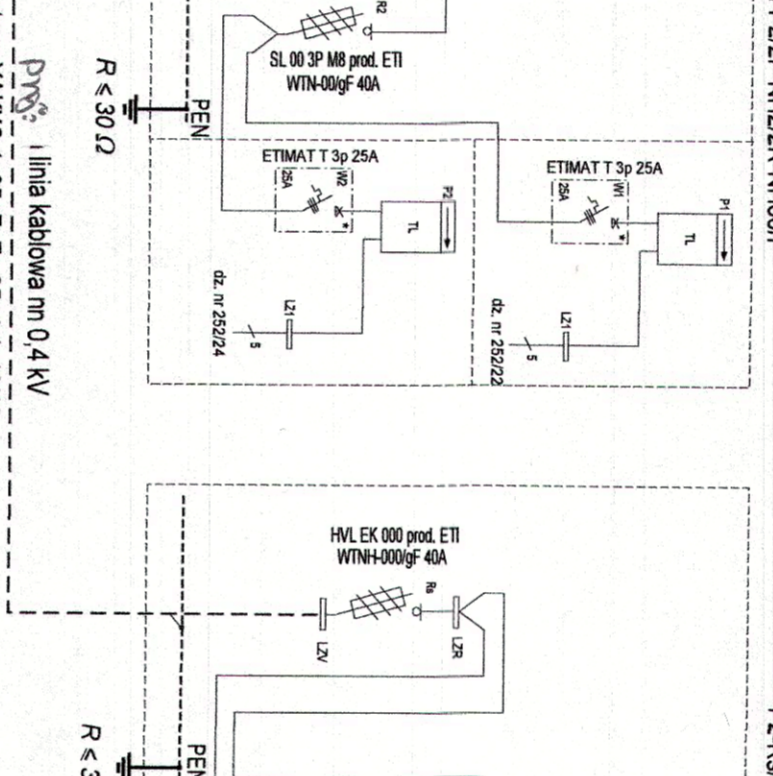 R2
SL 00 3P M8 prod. ETI
WTN-00/gF 40A
PEN
R ≤ 30 Ω
linia kablowa nn 0,4 kV
ETIMAT T 3p 25A
W2
25A
*
P2
TL
LZ1
5
dz. nr 252/24
ETIMAT T 3p 25A
W1
25A
*
P1
TL
LZ1
5
dz. nr 252/22
HVL EK 000 prod. ETI
WTNH-000/gF 40A
Rs
LZV
LZR
PEN
R ≤ 3